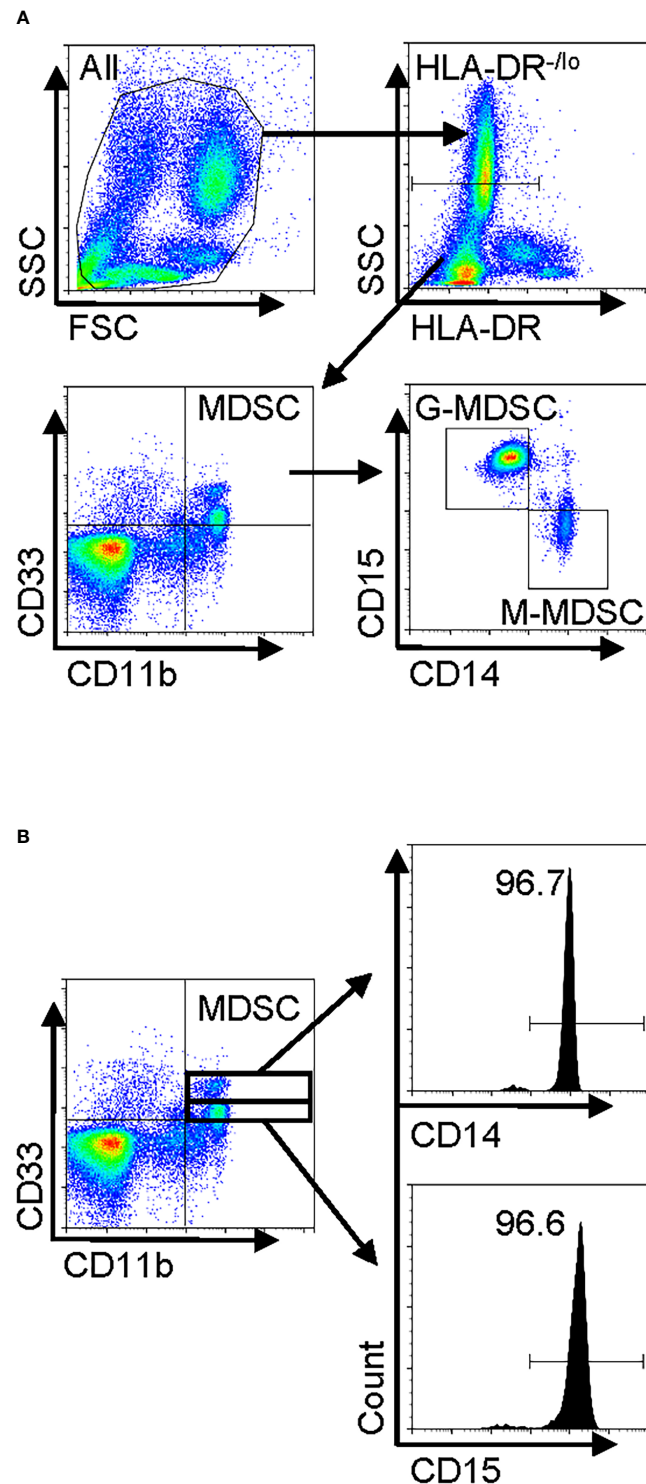 A
All
SSC
FSC
HLA-DR-/lo
SSC
HLA-DR
MDSC
CD33
CD11b
G-MDSC
CD15
M-MDSC
CD14
B
MDSC
CD33
CD11b
96.7
CD14
96.6
Count
CD15